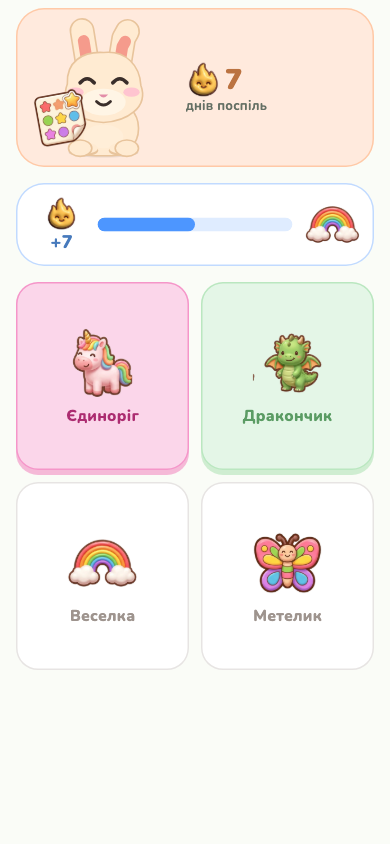 7
днів поспіль
+7
Єдиноріг
Дракончик
Веселка
Метелик